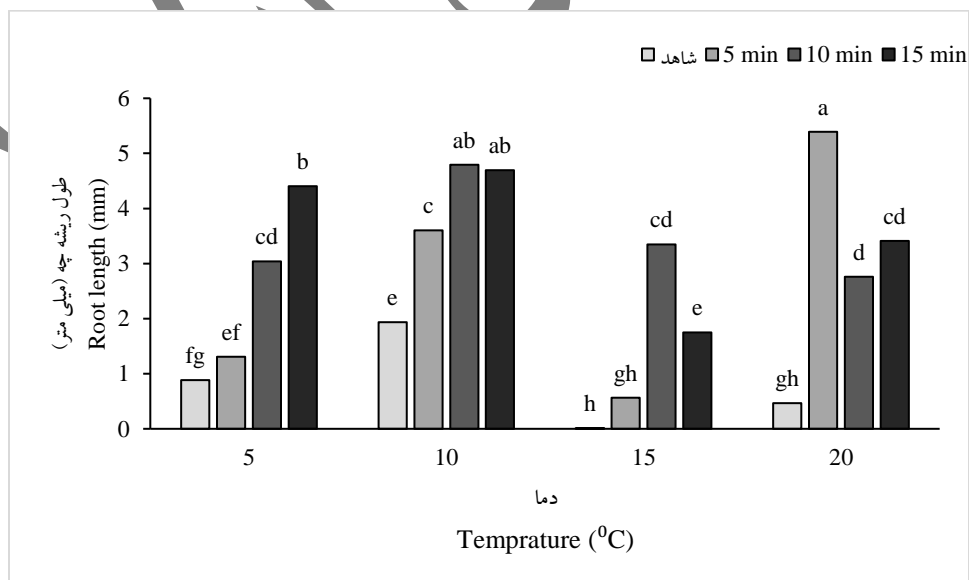 شاهد 5 min 10 min 15 min
طول ریشه چه (میلی متر)
Root length (mm)
6
5
4
3
2
1
0
fg ef cd b
e c ab ab
h gh cd e
gh a d cd
5 10 15 20
دما
Temprature (⁰C)